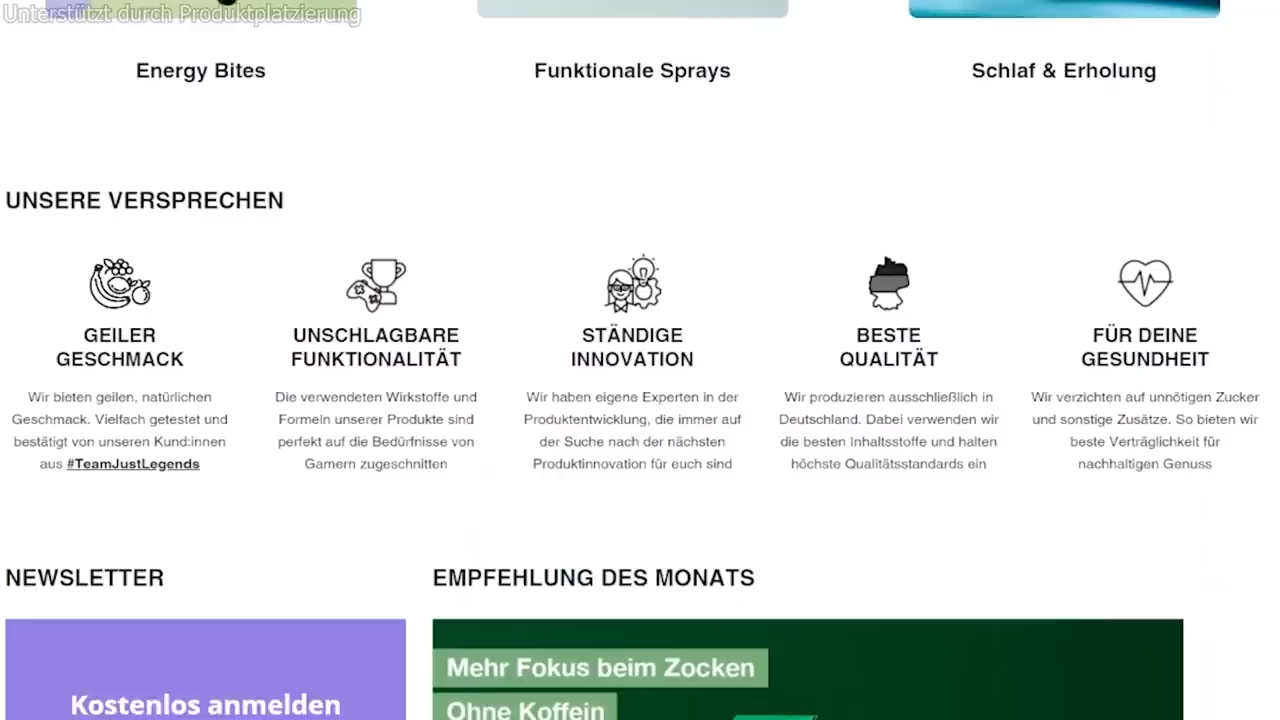 Unterstützt durch Produktplatzierung
Energy Bites
Funktionale Sprays
Schlaf & Erholung
UNSERE VERSPRECHEN
GEILER
GESCHMACK
Wir bieten geilen, natürlichen
Geschmack. Vielfach getestet und
bestätigt von unseren Kund:innen
aus #TeamJustLegends
UNSCHLAGBARE
FUNKTIONALITÄT
Die verwendeten Wirkstoffe und
Formeln unserer Produkte sind
perfekt auf die Bedürfnisse von
Gamern zugeschnitten
STÄNDIGE
INNOVATION
Wir haben eigene Experten in der
Produktentwicklung, die immer auf
der Suche nach der nächsten
Produktinnovation für euch sind
BESTE
QUALITÄT
Wir produzieren ausschließlich in
Deutschland. Dabei verwenden wir
die besten Inhaltsstoffe und halten
höchste Qualitätsstandards ein
FÜR DEINE
GESUNDHEIT
Wir verzichten auf unnötigen Zucker
und sonstige Zusätze. So bieten wir
beste Verträglichkeit für
nachhaltigen Genuss
NEWSLETTER
Kostenlos anmelden
EMPFEHLUNG DES MONATS
Mehr Fokus beim Zocken
Ohne Koffein